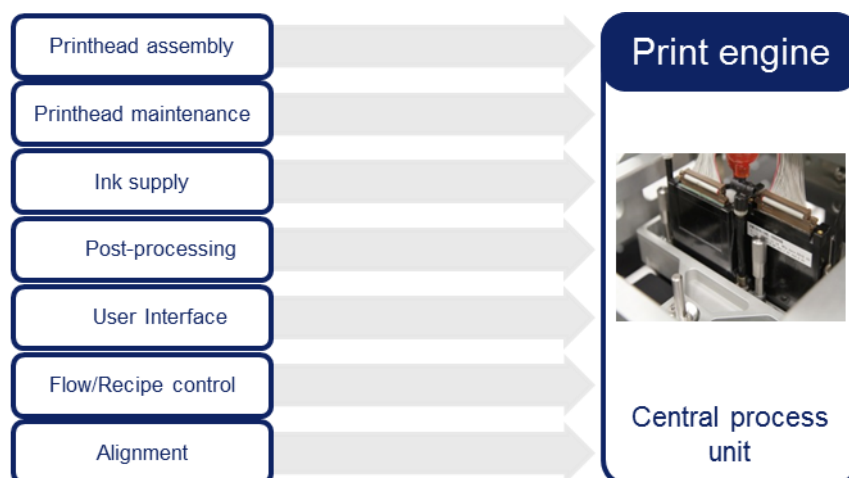 Printhead assembly
Printhead maintenance
Ink supply
Post-processing
User Interface
Flow/Recipe control
Alignment
Print engine
Central process
unit